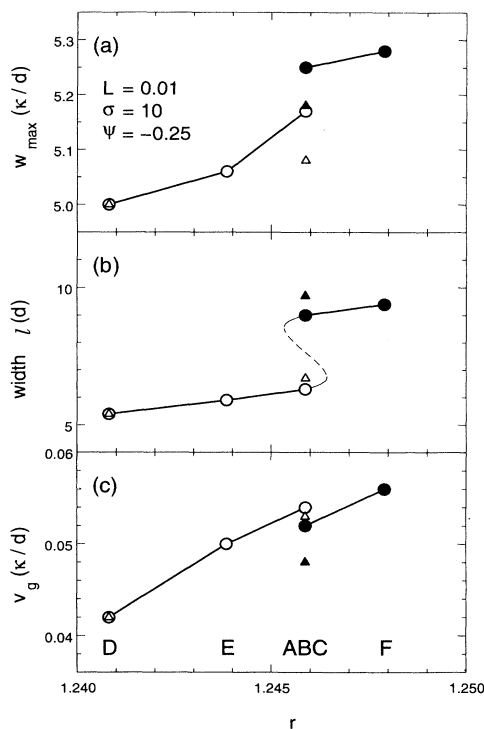 (a)
L = 0.01
σ = 10
Ψ = −0.25
5.3
5.2
5.1
5.0
w max (κ/d)
(b)
10
5
width l (d)
(c)
0.06
0.05
0.04
v g (κ/d)
D E ABC F
1.240 1.245 1.250
r